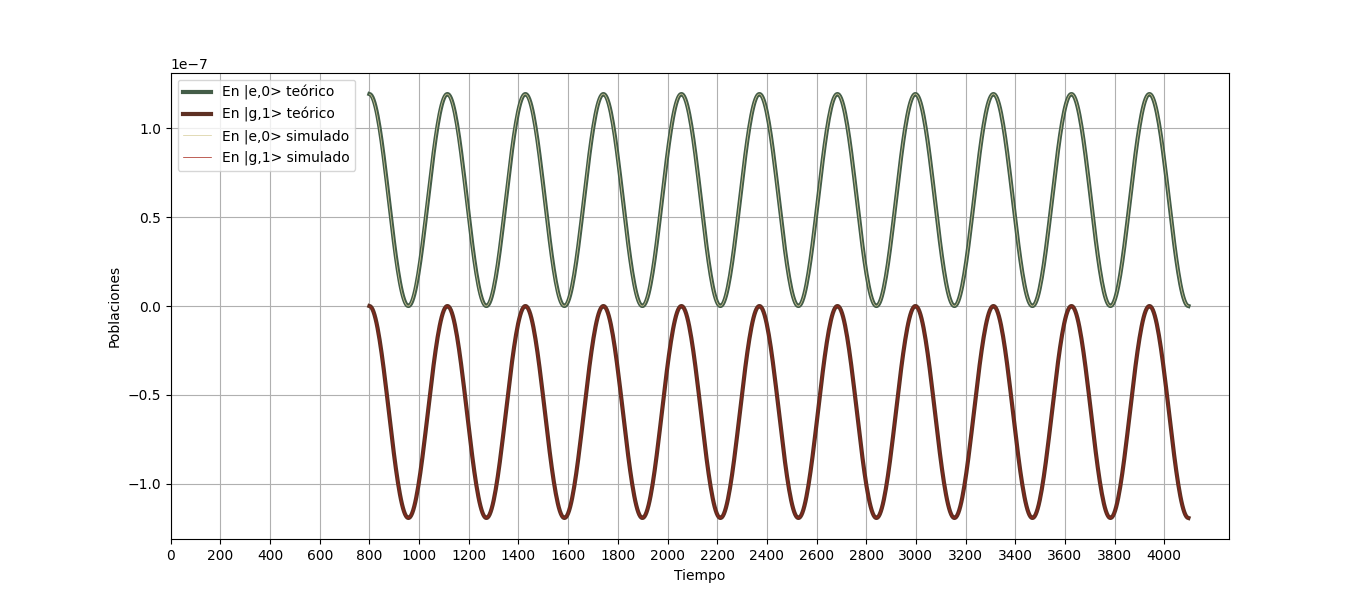 1e−7
En |e,0> teórico
En |g,1> teórico
En |e,0> simulado
En |g,1> simulado
1.0
0.5
0.0
−0.5
−1.0
Poblaciones
0 200 400 600 800 1000 1200 1400 1600 1800 2000 2200 2400 2600 2800 3000 3200 3400 3600 3800 4000
Tiempo